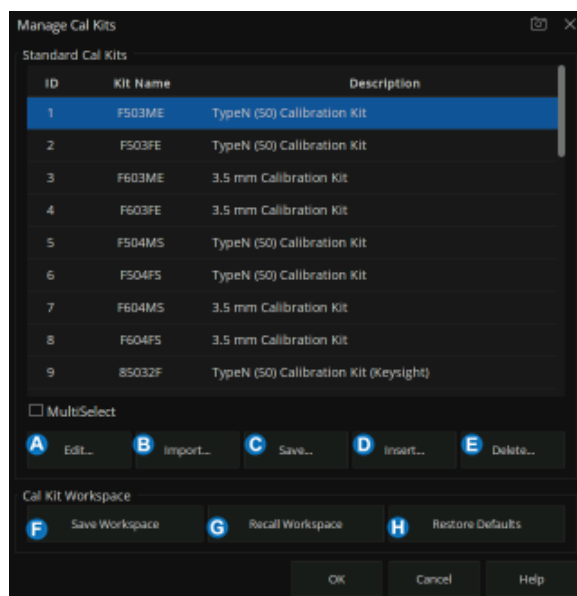 Manage Cal Kits
Standard Cal Kits
ID Kit Name Description
1 F503ME TypeN (50) Calibration Kit
2 F503FE TypeN (50) Calibration Kit
3 F603ME 3.5 mm Calibration Kit
4 F603FE 3.5 mm Calibration Kit
5 F504MS TypeN (50) Calibration Kit
6 F504FS TypeN (50) Calibration Kit
7 F604MS 3.5 mm Calibration Kit
8 F604FS 3.5 mm Calibration Kit
9 85032F TypeN (50) Calibration Kit (Keysight)
MultiSelect
A Edit... B Import... C Save... D Insert... E Delete...
Cal Kit Workspace
F Save Workspace G Recall Workspace H Restore Defaults
OK Cancel Help